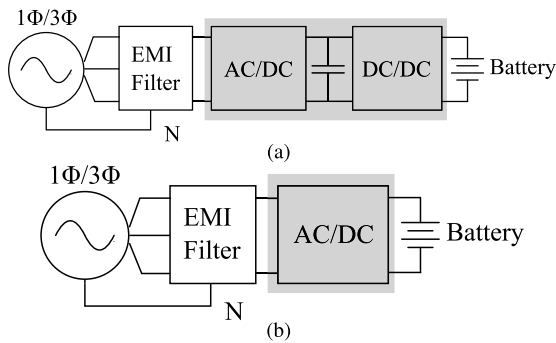 1Φ/3Φ
EMI
Filter
AC/DC
DC/DC
Battery
N
(a)
1Φ/3Φ
EMI
Filter
AC/DC
Battery
N
(b)